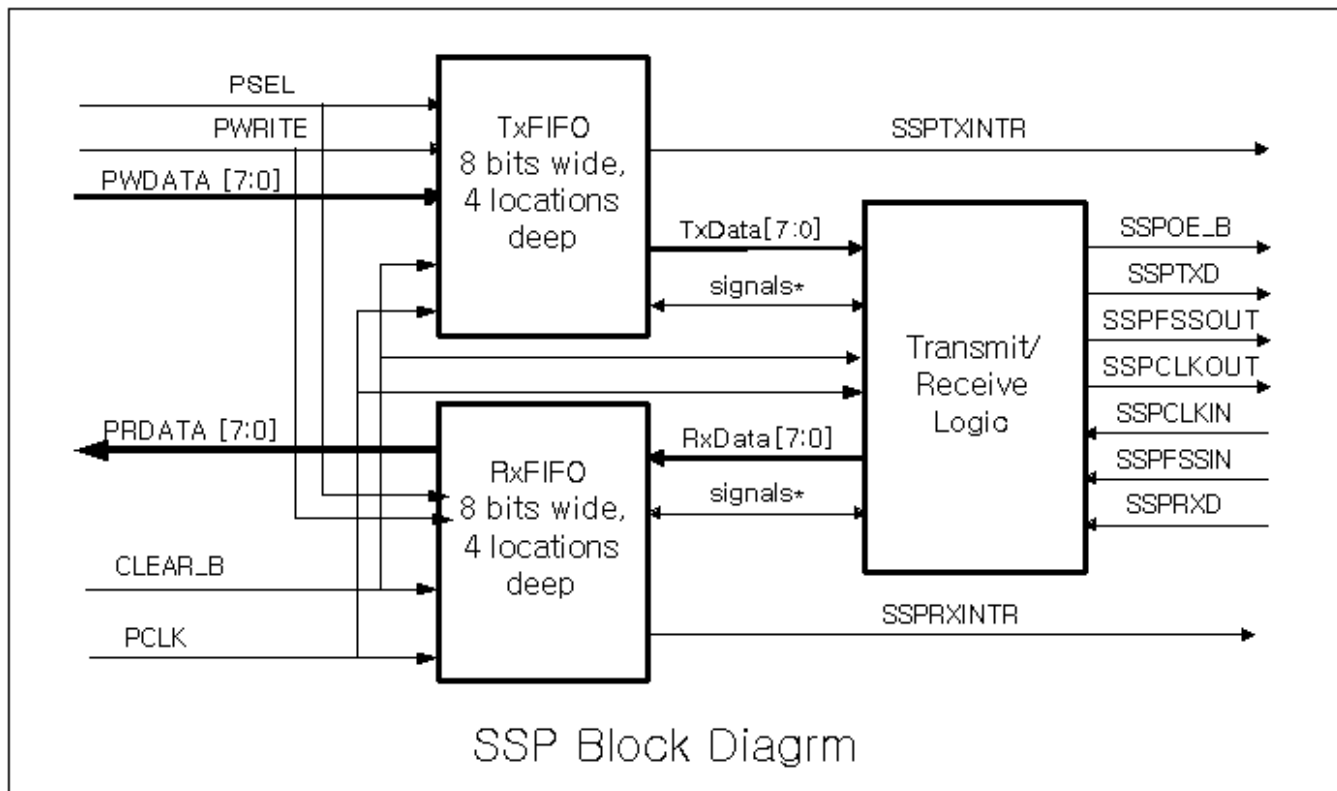 PSEL
PWRITE
PWDATA [7:0]
TxFIFO
8 bits wide,
4 locations
deep
SSPTXINTR
TxData[7:0]
signals*
Transmit/
Receive
Logic
SSPOE_B
SSPTXD
SSPFSSOUT
SSPCLKOUT
SSPCLKIN
SSPFSSIN
SSPRXD
PRDATA [7:0]
RxFIFO
8 bits wide,
4 locations
deep
RxData[7:0]
signals*
CLEAR_B
PCLK
SSPRXINTR
SSP Block Diagrm